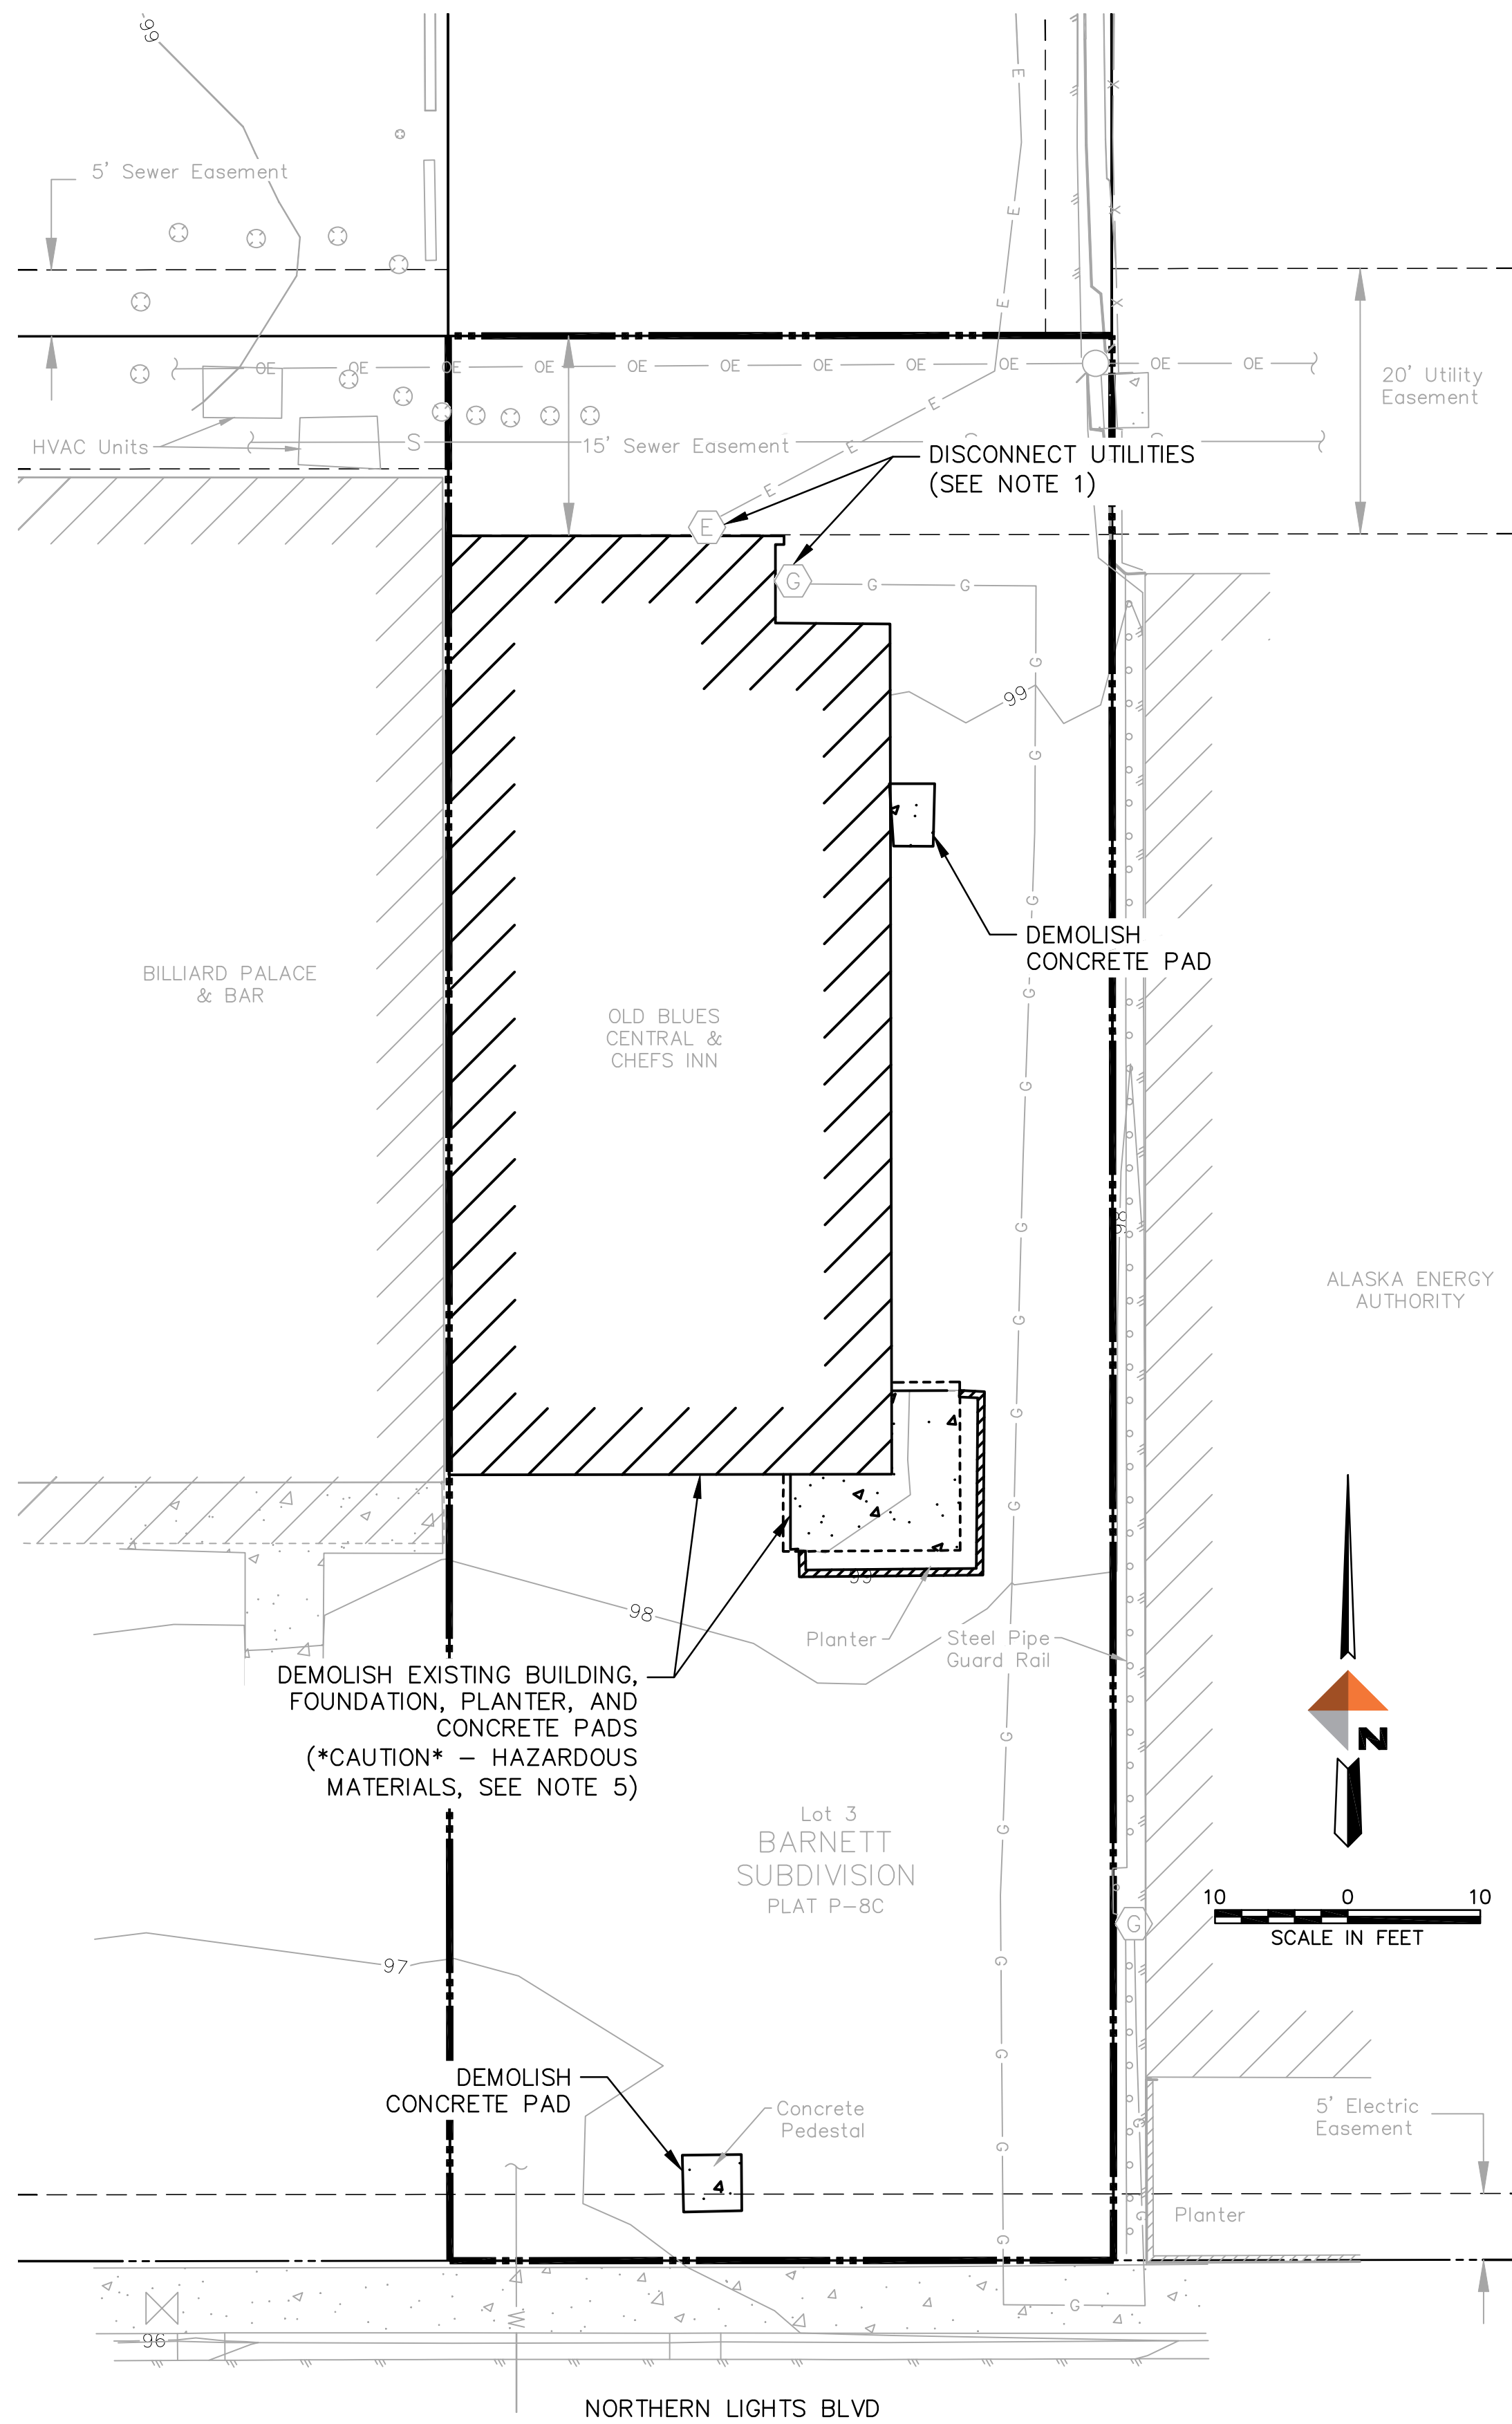 99
5' Sewer Easement
E
X
E
X
E
X
OE
OE
OE
OE
OE
OE
OE
OE
OE
OE
OE
20' Utility
Easement
E
HVAC Units
S
15' Sewer Easement
E
DISCONNECT UTILITIES
(SEE NOTE 1)
E
E
G
G
G
G
99
G
DEMOLISH
CONCRETE PAD
G
G
BILLIARD PALACE
& BAR
OLD BLUES
CENTRAL &
CHEFS INN
G
98
G
ALASKA ENERGY
AUTHORITY
G
G
G
99
98
Planter
Steel Pipe
Guard Rail
DEMOLISH EXISTING BUILDING,
FOUNDATION, PLANTER, AND
CONCRETE PADS
(*CAUTION* – HAZARDOUS
MATERIALS, SEE NOTE 5)
G
N
Lot 3
BARNETT
SUBDIVISION
PLAT P-8C
G
10 0 10
SCALE IN FEET
G
97
G
G
DEMOLISH
CONCRETE PAD
Concrete
Pedestal
5' Electric
Easement
G
G
G
Planter
G
G
W
96
NORTHERN LIGHTS BLVD